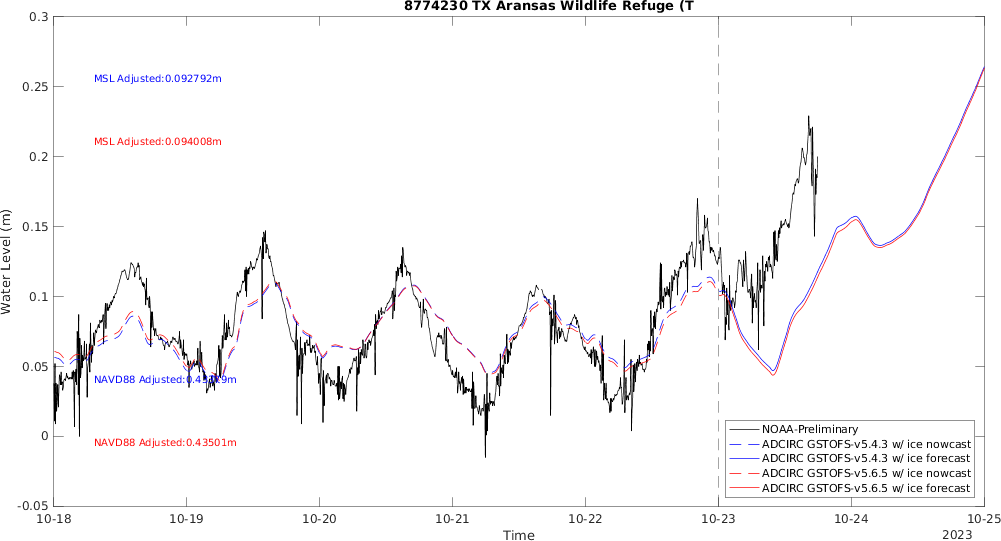 8774230 TX Aransas Wildlife Refuge (T
0.3
0.25
0.2
0.15
0.1
0.05
0
-0.05
Water Level (m)
MSL Adjusted:0.092792m
MSL Adjusted:0.094008m
NAVD88 Adjusted:
NAVD88 Adjusted:0.43501m
NOAA-Preliminary
ADCIRC GSTOFS-v5.4.3 w/ ice nowcast
ADCIRC GSTOFS-v5.4.3 w/ ice forecast
ADCIRC GSTOFS-v5.6.5 w/ ice nowcast
ADCIRC GSTOFS-v5.6.5 w/ ice forecast
10-18 10-19 10-20 10-21 10-22 10-23 10-24 10-25
Time
2023